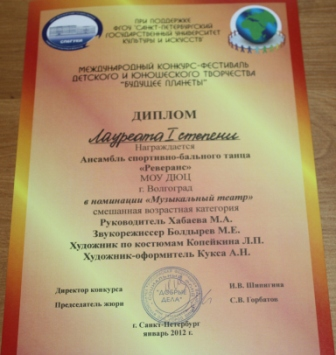 ПРИ ПОДДЕРЖКЕ
ФГОУ "САНКТ-ПЕТЕРБУРГСКИЙ
ГОСУДАРСТВЕННЫЙ УНИВЕРСИТЕТ
КУЛЬТУРЫ И ИСКУССТВ"
МЕЖДУНАРОДНЫЙ КОНКУРС-ФЕСТИВАЛЬ
ДЕТСКОГО И ЮНОШЕСКОГО ТВОРЧЕСТВА
"БУДУЩЕЕ ПЛАНЕТЫ"
ДИПЛОМ
Лауреата I степени
Награждается
Ансамбль спортивно-бального танца
«Реверанс»
МОУ ДЮЦ
г. Волгоград
в номинации «Музыкальный театр»
смешанная возрастная категория
Руководитель Хабаева М.А.
Звукорежиссер Болдырев М.Е.
Художник по костюмам Копейкина Л.П.
Художник-оформитель Кукса А.Н.
Директор конкурса
Председатель жюри С.В. Горбатов
"ДОБРЫЕ
ДЕЛА"
г. Санкт-Петербург
январь 2012 г.